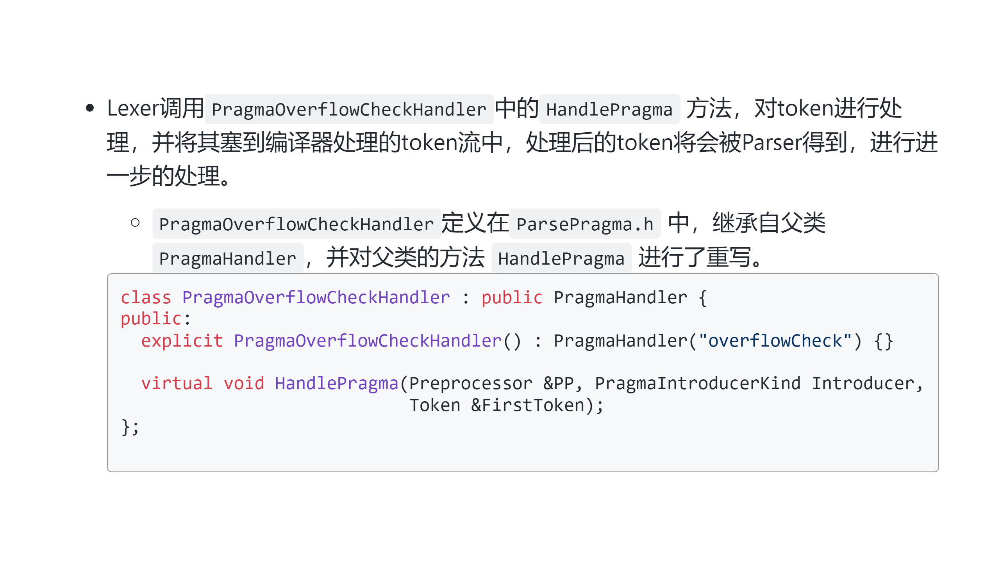 Lexer调用 PragmaOverflowCheckHandler 中的 HandlePragma 方法，对token进行处
理，并将其塞到编译器处理的token流中，处理后的token将会被Parser得到，进行进
一步的处理。
PragmaOverflowCheckHandler 定义在 ParsePragma.h 中，继承自父类
PragmaHandler ，并对父类的方法 HandlePragma 进行了重写。
class PragmaOverflowCheckHandler : public PragmaHandler {
public:
  explicit PragmaOverflowCheckHandler() : PragmaHandler("overflowCheck") {}
  virtual void HandlePragma(Preprocessor &PP, PragmaIntroducerKind Introducer,
                            Token &FirstToken);
};